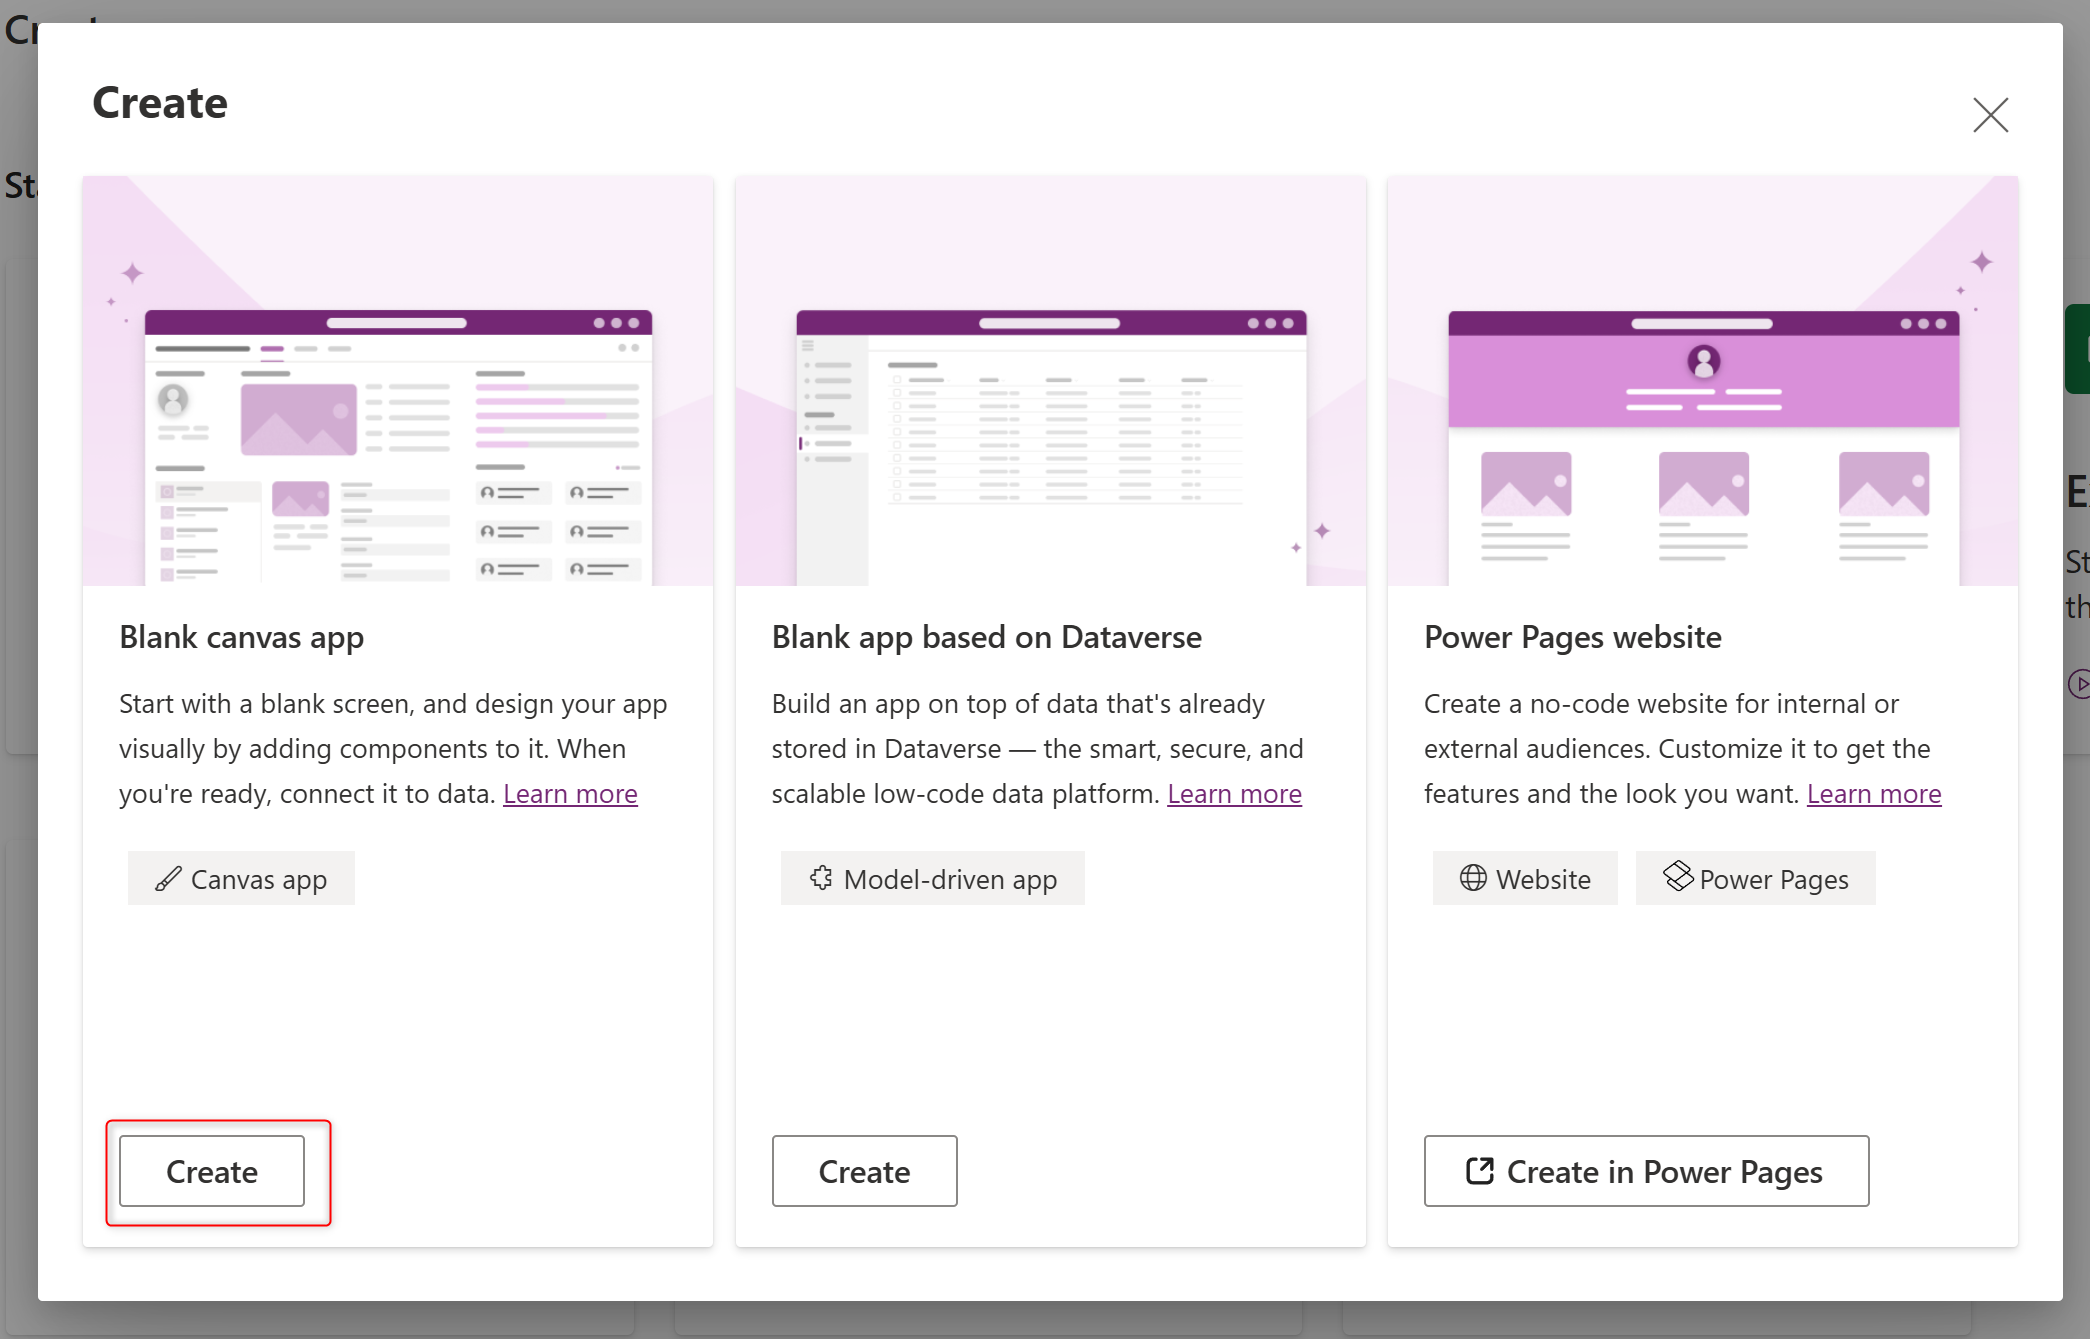 Create
Blank canvas app
Start with a blank screen, and design your app
visually by adding components to it. When
you're ready, connect it to data. Learn more
Canvas app
Create
Blank app based on Dataverse
Build an app on top of data that's already
stored in Dataverse — the smart, secure, and
scalable low-code data platform. Learn more
Model-driven app
Create
Power Pages website
Create a no-code website for internal or
external audiences. Customize it to get the
features and the look you want. Learn more
Website
Power Pages
Create in Power Pages